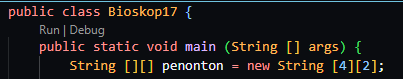 public class Bioskop17 {
Run | Debug
public static void main (String [] args) {
String [][] penonton = new String [4][2];